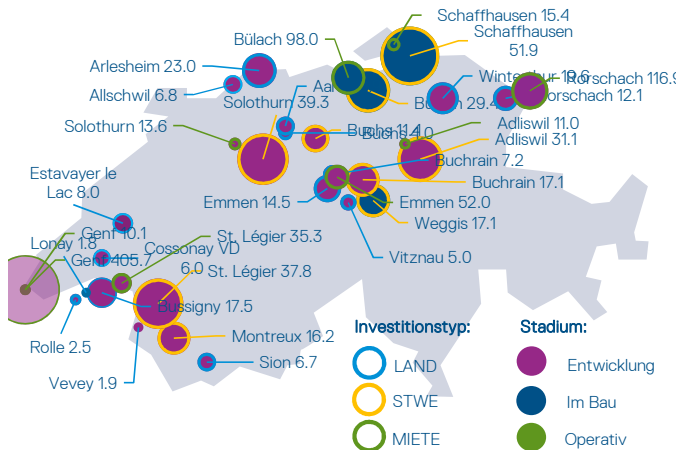 Schaffhausen 15.4
Schaffhausen
51.9
Bülach 98.0
Arlesheim 23.0
Allschwil 6.8
Solothurn 39.3
Bülach 29.4
Winterthur 19.6
Rorschach 116.9
Rorschach 12.1
Solothurn 13.6
Buchs 11.4
Adliswil 11.0
Adliswil 31.1
Buchrain 7.2
Buchrain 17.1
Estavayer le
Lac 8.0
Emmen 14.5
Emmen 52.0
Weggis 17.1
Gent 10.1
Lonay 1.8
Gent 405.7
Cossonay VD
6.0
St. Légier 35.3
St. Légier 37.8
Vitznau 5.0
Bussigny 17.5
Rolle 2.5
Montreux 16.2
Vevey 1.9
Sion 6.7
Investitionstyp:
LAND
STWE
MIETE
Stadium:
Entwicklung
Im Bau
Operativ